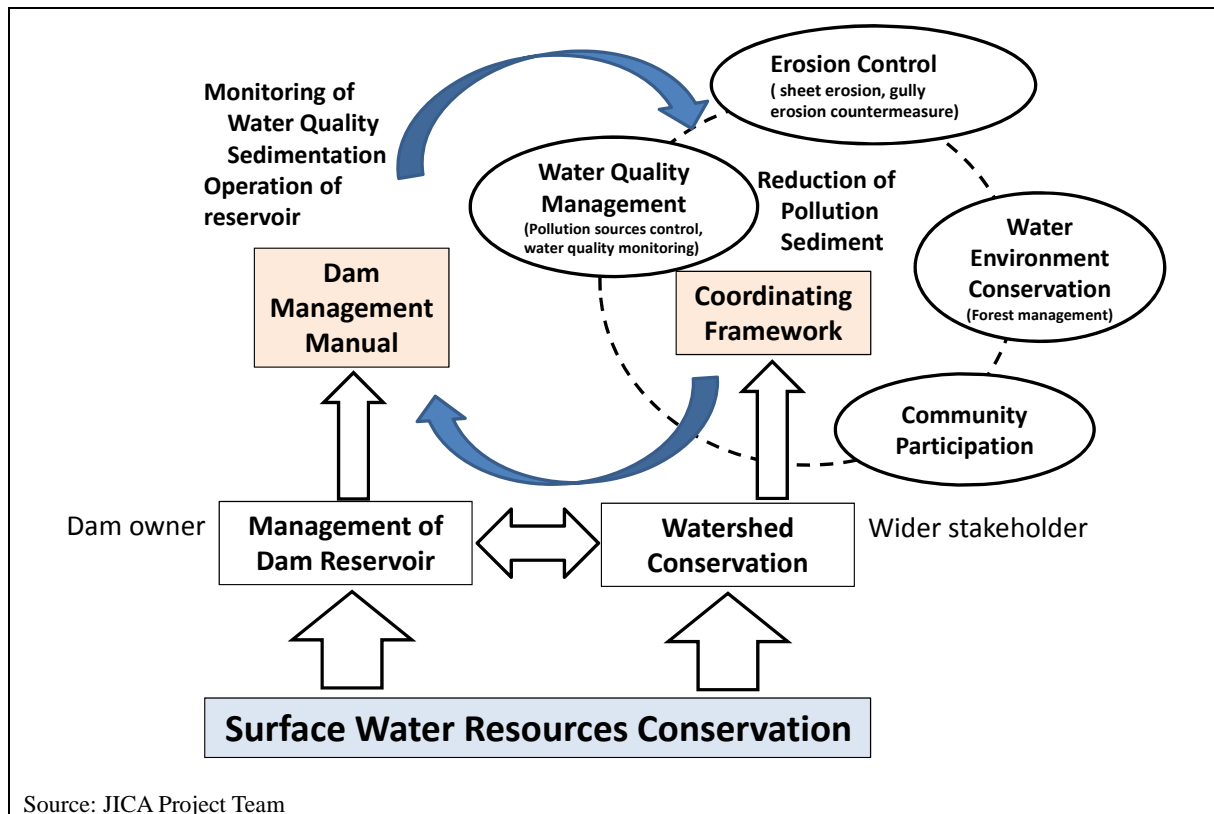 Erosion Control
( sheet erosion, gully
erosion countermeasure)
Monitoring of
Water Quality
Sedimentation
Operation of
reservoir
Water Quality
Management
(Pollution sources control,
water quality monitoring)
Reduction of
Pollution
Sediment
Water
Environment
Conservation
(Forest management)
Dam
Management
Manual
Coordinating
Framework
Community
Participation
Dam owner
Management of
Dam Reservoir
Watershed
Conservation
Wider stakeholder
Surface Water Resources Conservation
Source: JICA Project Team